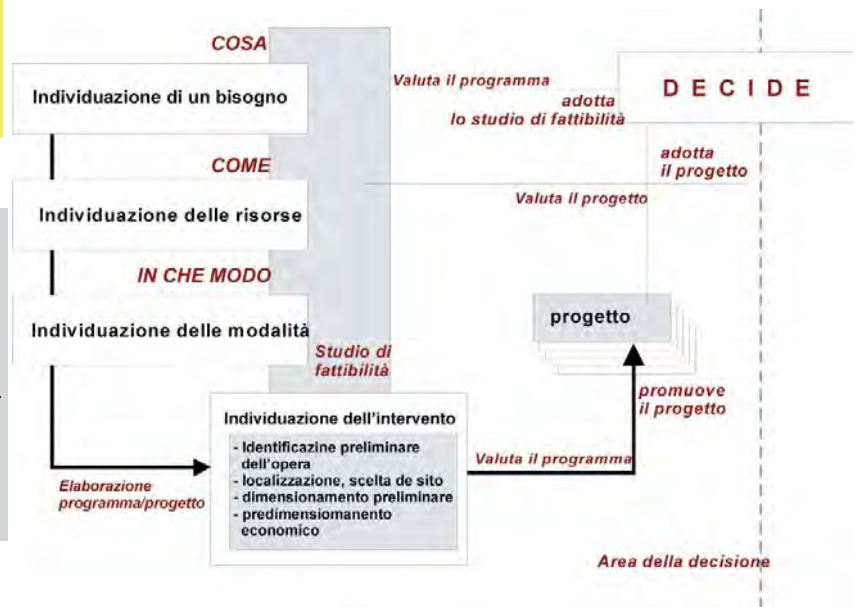 COSA
Individuazione di un bisogno
COME
Individuazione delle risorse
IN CHE MODO
Individuazione delle modalità
Studio di
fattibilità
Individuazione dell'intervento
- Identificazine preliminare
dell'opera
- localizzazione, scelta de sito
- dimensionamento preliminare
- predimensiomanento
economico
Elaborazione
programma/progetto
Valuta il programma
adotta
lo studio di fattibilità
DECIDE
adotta
il progetto
Valuta il progetto
progetto
promuove
il progetto
Valuta il programma
Area della decisione